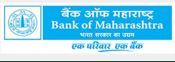 बैंक ऑफ महाराष्ट्र
Bank of Maharashtra
भारत सरकार का उद्यम
एक परिवार एक बैंक